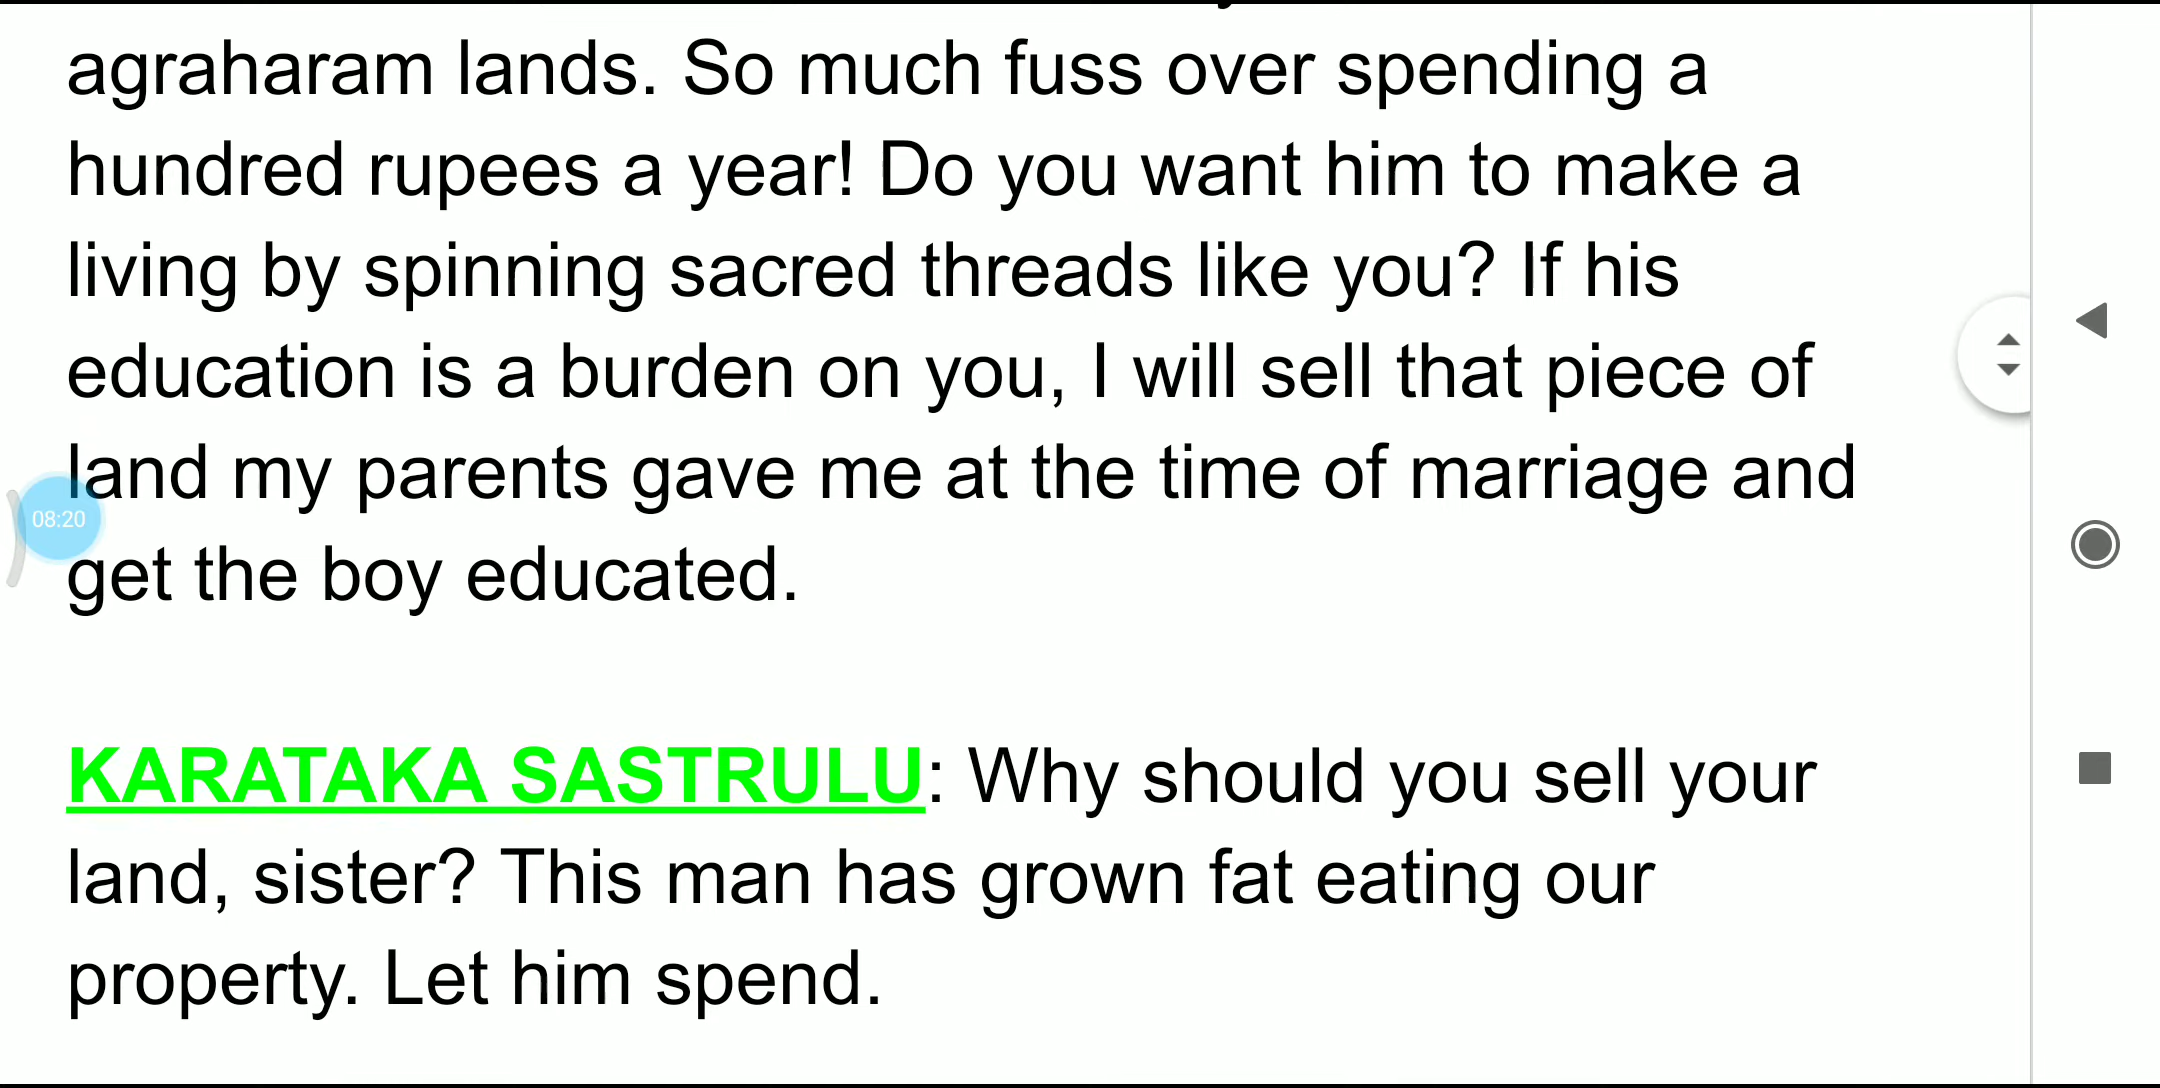 agraharam lands. So much fuss over spending a
hundred rupees a year! Do you want him to make a
living by spinning sacred threads like you? If his
education is a burden on you, I will sell that piece of
land my parents gave me at the time of marriage and
08:20
get the boy educated.
KARATAKA SASTRULU: Why should you sell your
land, sister? This man has grown fat eating our
property. Let him spend.